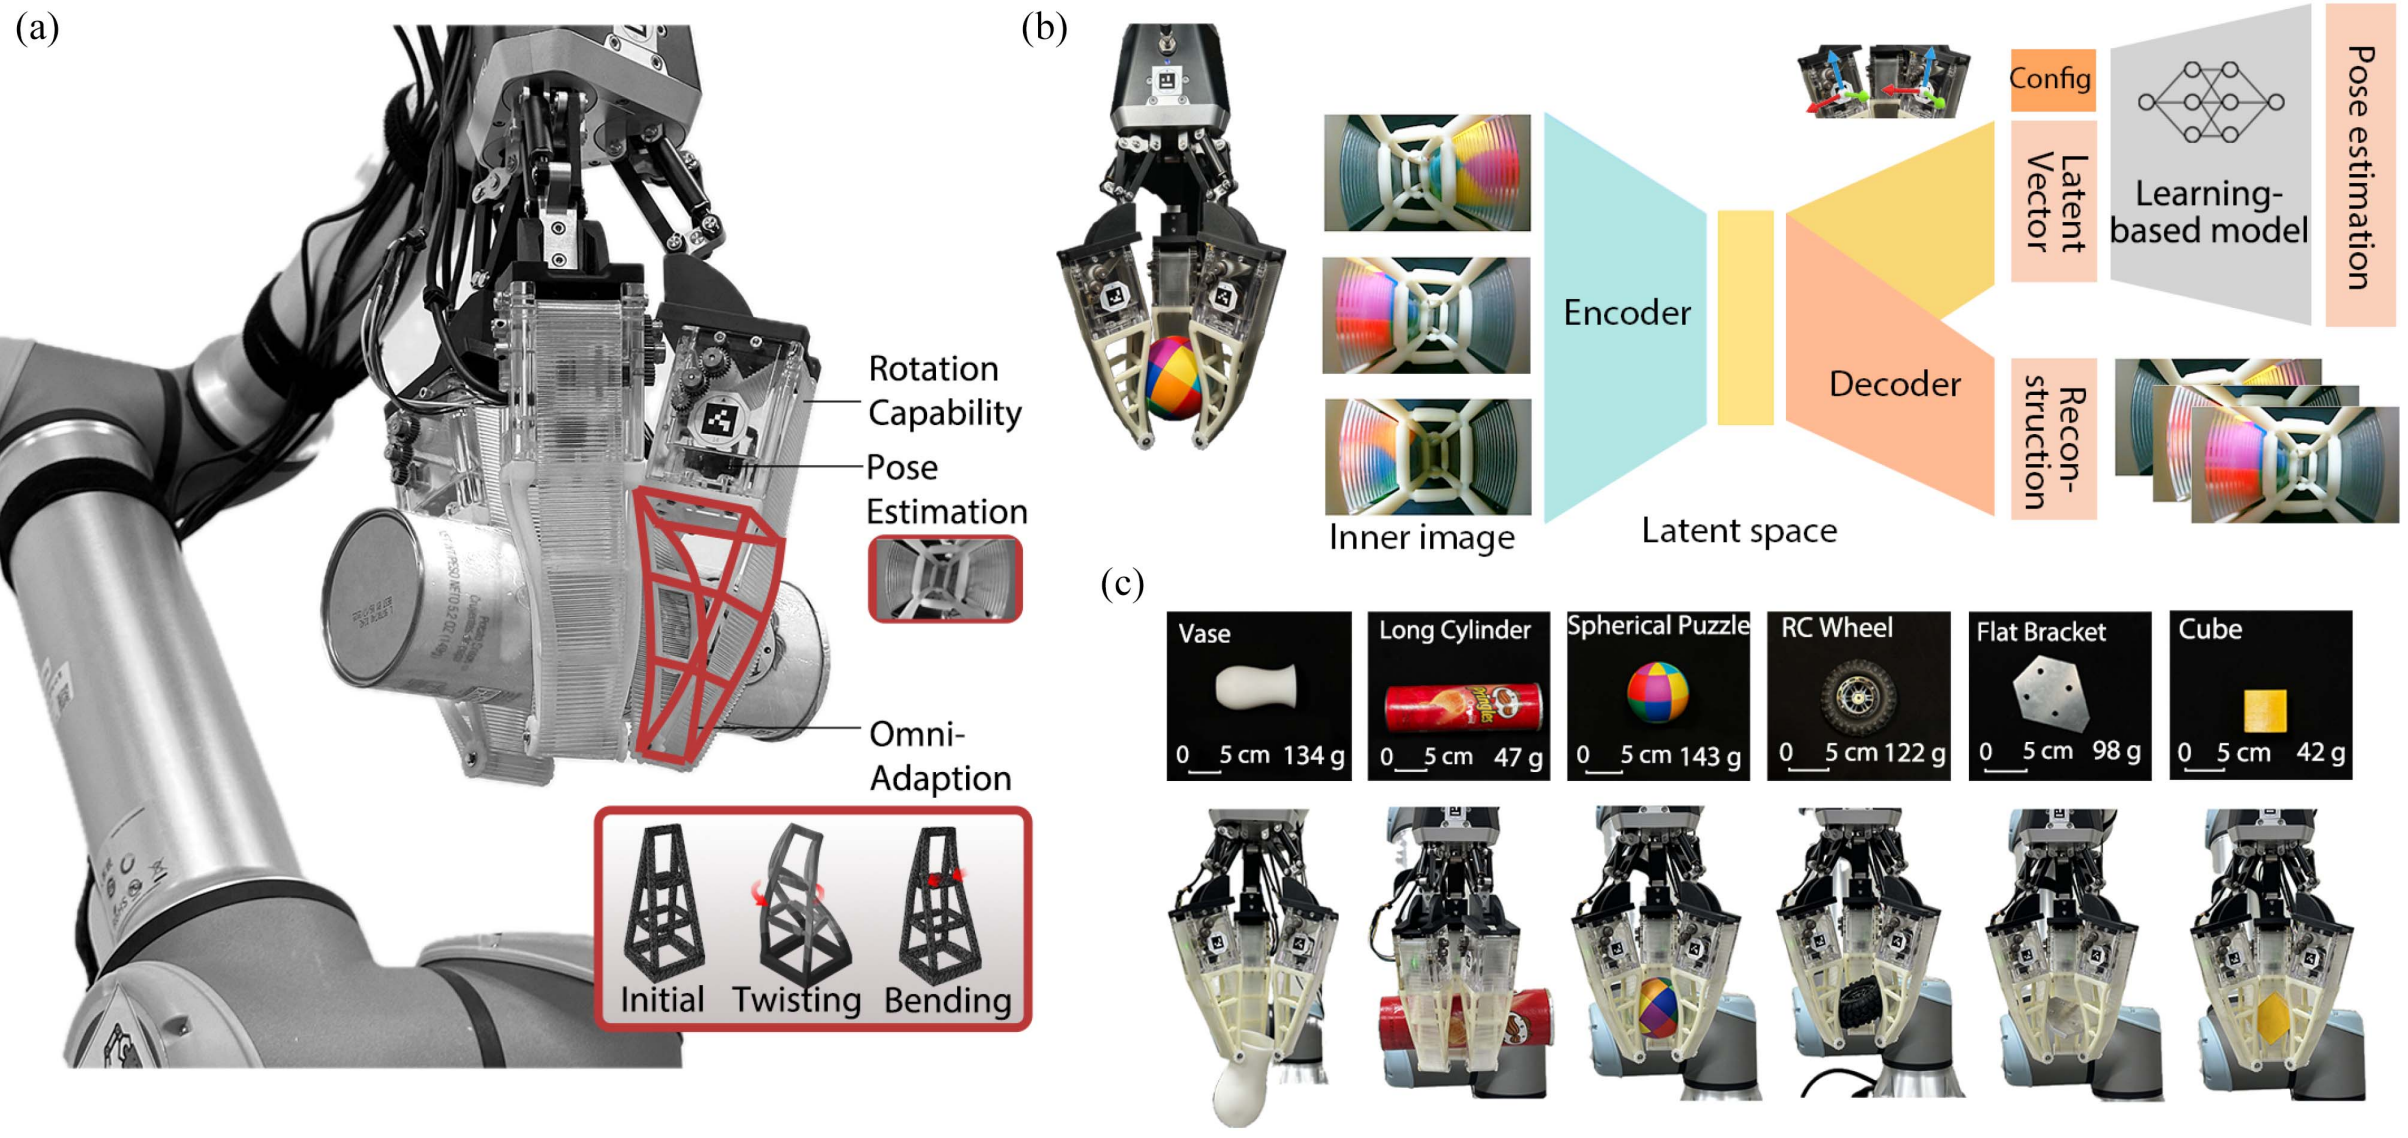 (a)
Rotation
Capability
Pose
Estimation
Omni-
Adaption
Initial
Twisting
Bending
(b)
Inner image
Encoder
Latent space
Decoder
Config
Latent
Vector
Recon-
struction
Learning-
based model
Pose estimation
(c)
Vase
0 5 cm 134 g
Long Cylinder
Pringles
0 5 cm 47 g
Spherical Puzzle
0 5 cm 143 g
RC Wheel
0 5 cm 122 g
Flat Bracket
0 5 cm 98 g
Cube
0 5 cm 42 g